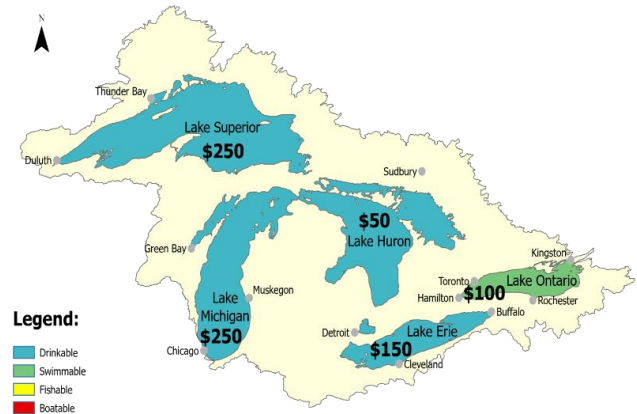 N
Thunder Bay
Lake Superior
$250
Duluth
Sudbury
$50
Lake Huron
Green Bay
Kingston
Toronto
Lake Ontario
Hamilton
$100
Rochester
Muskegon
Lake
Michigan
$250
Buffalo
Detroit
Lake Erie
$150
Chicago
Cleveland
Legend:
Drinkable
Swimmable
Fishable
Boatable